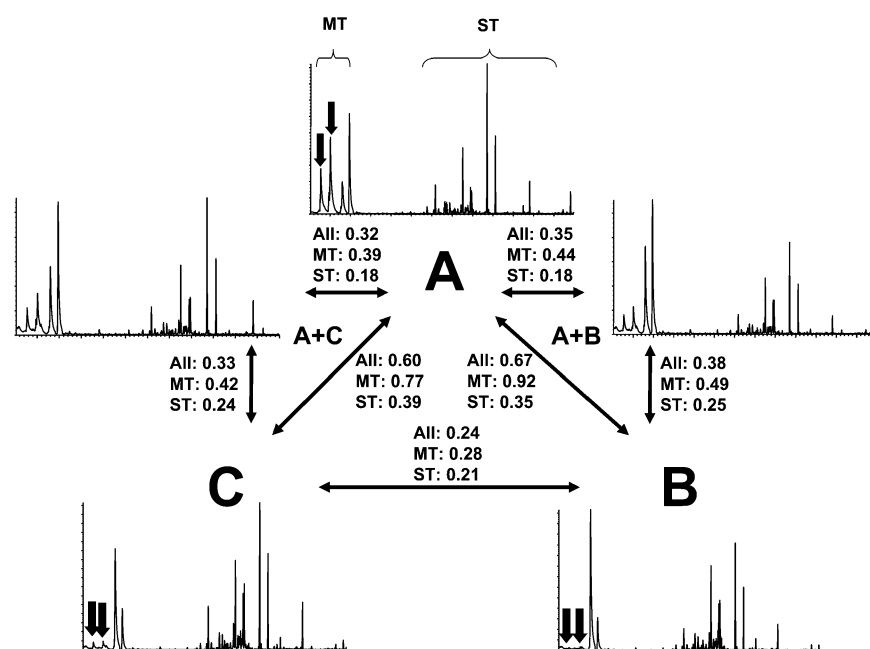 MT
ST
All: 0.32
MT: 0.39
ST: 0.18
A
All: 0.35
MT: 0.44
ST: 0.18
A+C
A+B
All: 0.33
MT: 0.42
ST: 0.24
All: 0.60
MT: 0.77
ST: 0.39
All: 0.67
MT: 0.92
ST: 0.35
All: 0.38
MT: 0.49
ST: 0.25
All: 0.24
MT: 0.28
ST: 0.21
C
B